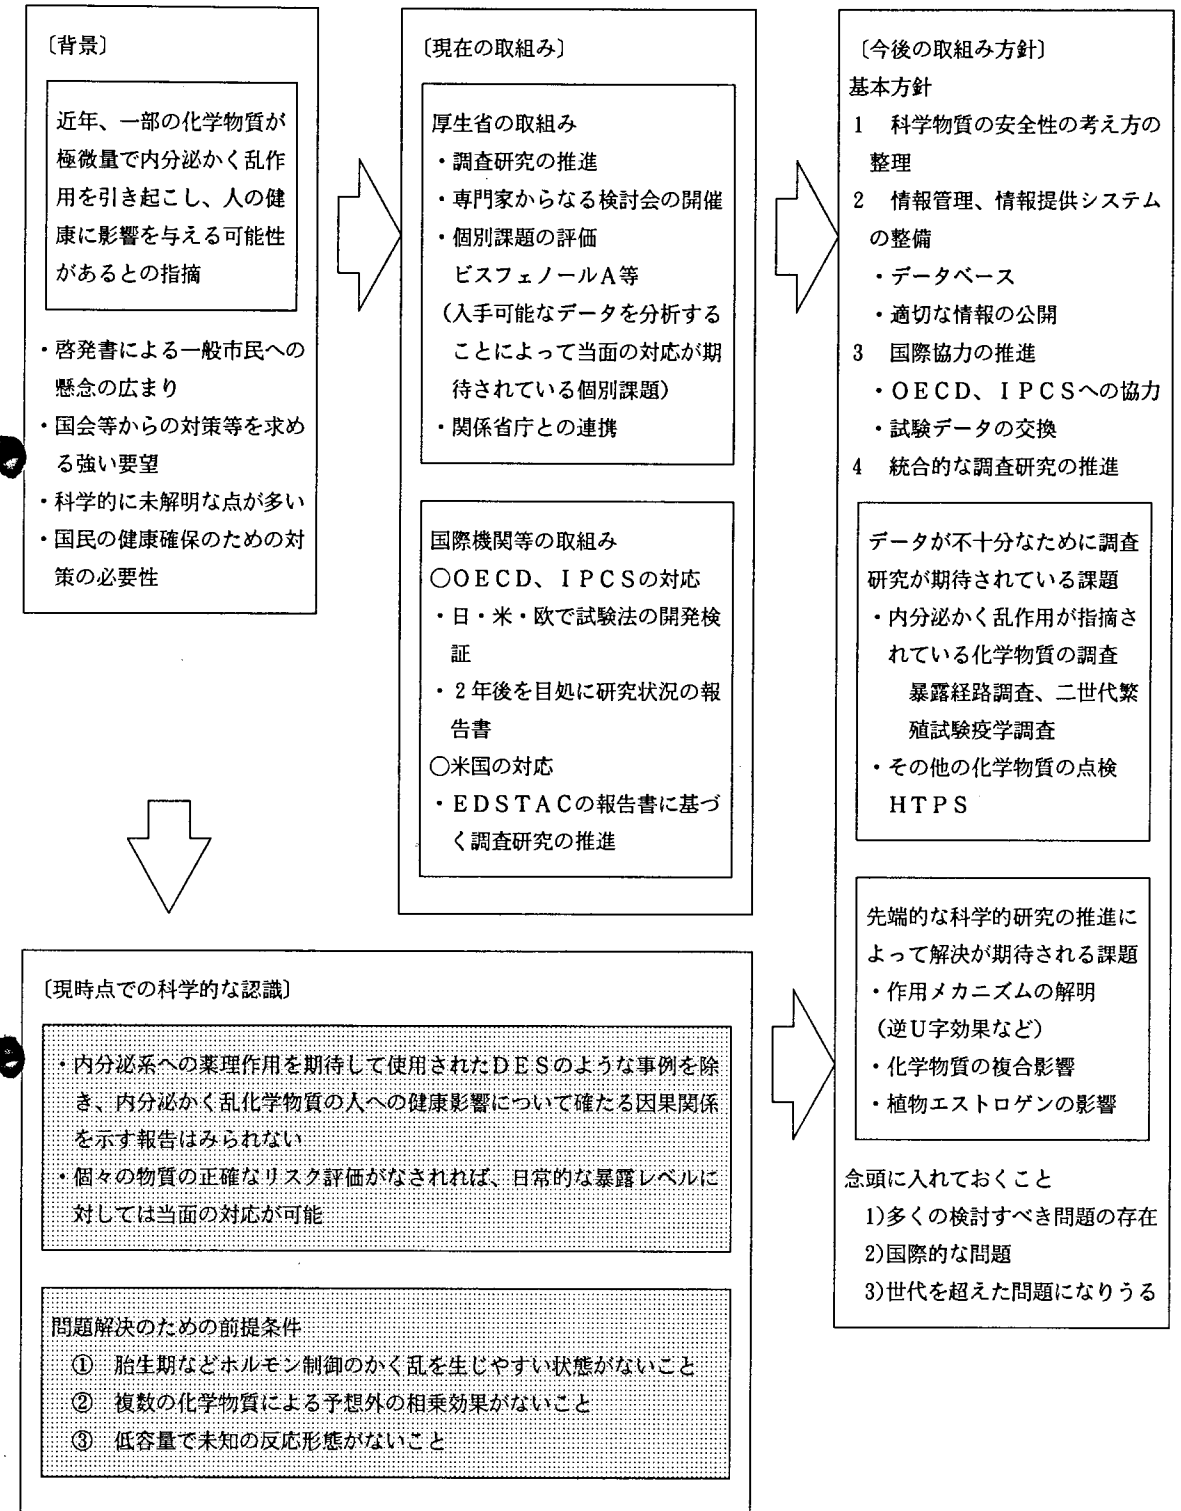 〔背景〕
近年、一部の化学物質が
極微量で内分泌かく乱作
用を引き起こし、人の健
康に影響を与える可能性
があるとの指摘
・啓発書による一般市民への
懸念の広まり
・国会等からの対策等を求め
る強い要望
・科学的に未解明な点が多い
・国民の健康確保のための対
策の必要性
〔現在の取組み〕
厚生省の取組み
・調査研究の推進
・専門家からなる検討会の開催
・個別課題の評価
ビスフェノールA等
(入手可能なデータを分析する
ことによって当面の対応が期
待されている個別課題)
・関係省庁との連携
国際機関等の取組み
○OECD、IPCSの対応
・日・米・欧で試験法の開発検
証
・2年後を目処に研究状況の報
告書
○米国の対応
・EDSTACの報告書に基づ
く調査研究の推進
〔現時点での科学的な認識〕
・内分泌系への薬理作用を期待して使用されたDESのような事例を除
き、内分泌かく乱化学物質の人への健康影響について確たる因果関係
を示す報告はみられない
・個々の物質の正確なリスク評価がなされれば、日常的な暴露レベルに
対しては当面の対応が可能
問題解決のための前提条件
① 胎生期などホルモン制御のかく乱を生じやすい状態がないこと
② 複数の化学物質による予想外の相乗効果がないこと
③ 低容量で未知の反応形態がないこと
〔今後の取組み方針〕
基本方針
1 科学物質の安全性の考え方の
整理
2 情報管理、情報提供システム
の整備
・データベース
・適切な情報の公開
3 国際協力の推進
・OECD、IPCSへの協力
・試験データの交換
4 統合的な調査研究の推進
データが不十分なために調査
研究が期待されている課題
・内分泌かく乱作用が指摘さ
れている化学物質の調査
暴露経路調査、二世代繁
殖試験疫学調査
・その他の化学物質の点検
HTPS
先端的な科学的研究の推進に
よって解決が期待される課題
・作用メカニズムの解明
(逆U字効果など)
・化学物質の複合影響
・植物エストロゲンの影響
念頭に入れておくこと
1)多くの検討すべき問題の存在
2)国際的な問題
3)世代を超えた問題になりうる